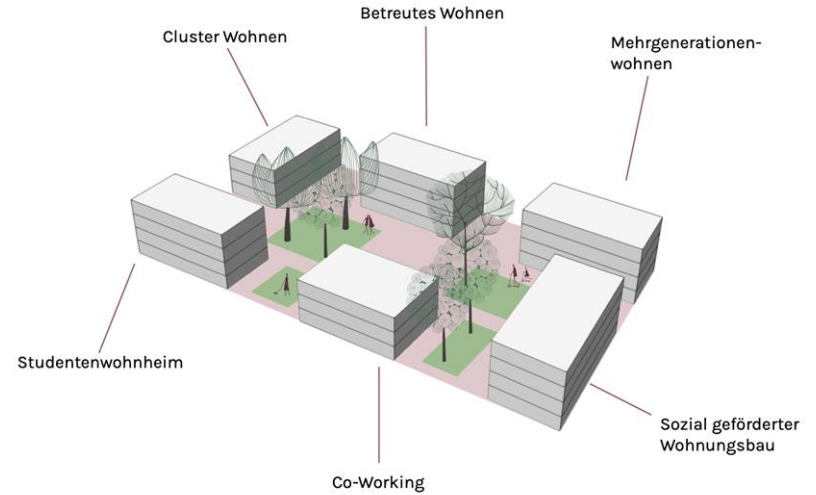 Betreutes Wohnen
Cluster Wohnen
Mehrgenerationen-
wohnen
Studentenwohnheim
Sozial geförderter
Wohnungsbau
Co-Working